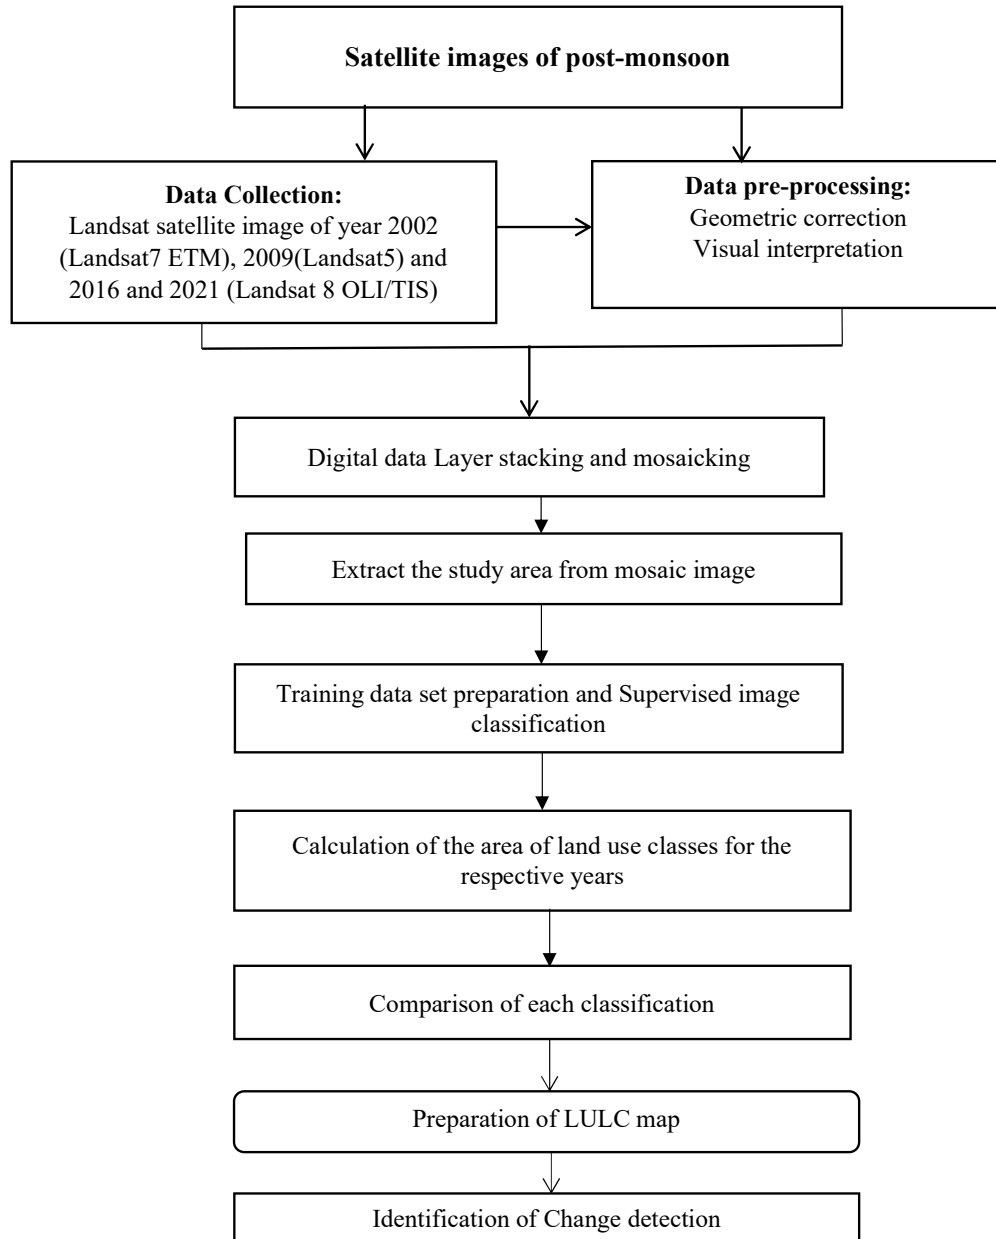 Satellite images of post-monsoon
Data Collection:
Landsat satellite image of year 2002
(Landsat7 ETM), 2009(Landsat5) and
2016 and 2021 (Landsat 8 OLI/TIS)
Data pre-processing:
Geometric correction
Visual interpretation
Digital data Layer stacking and mosaicking
Extract the study area from mosaic image
Training data set preparation and Supervised image
classification
Calculation of the area of land use classes for the
respective years
Comparison of each classification
Preparation of LULC map
Identification of Change detection